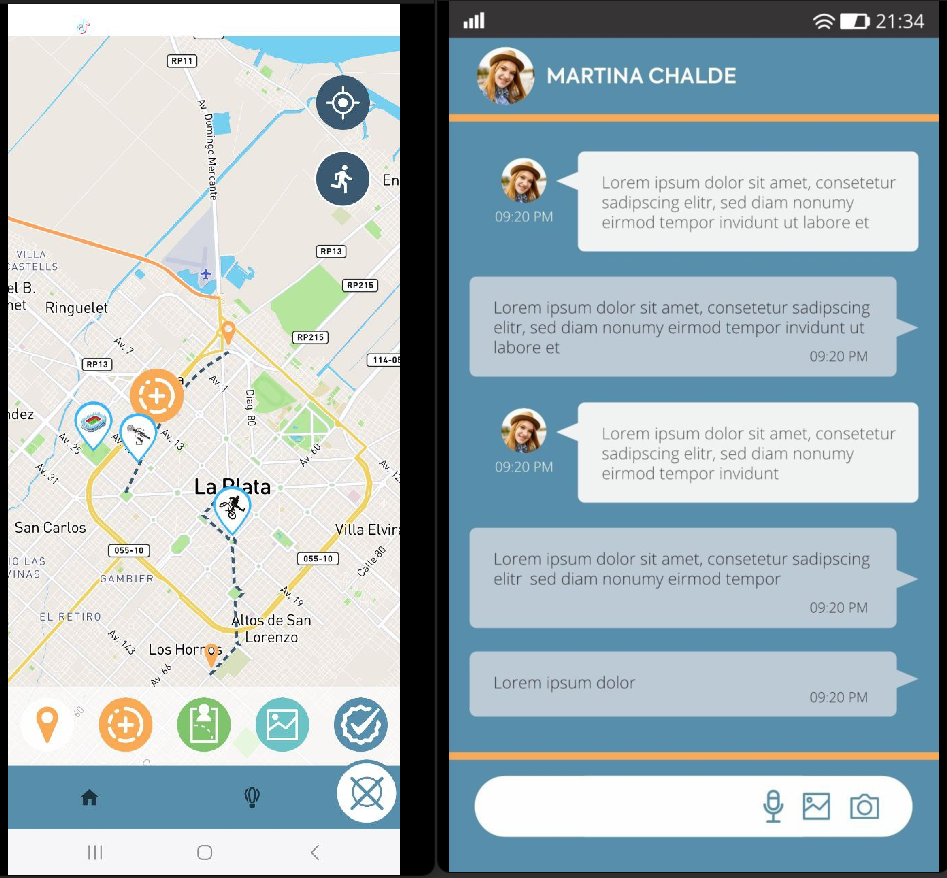 RP11
Av. Domingo Mercante
En
RP13
VILLA
CASTELLS
RP215
el B.
net
Ringuelet
RP215
Av. 7
114-0
RP13
a
Av. 1
Diag. 80
ndez
Av. 25
Av. 13
Av. 60
Av. 31
La Plata
San Carlos
Villa Elvira
055-10
055-10
Calle 80
IO LAS
VINAS
GAMBIER
Av. 19
EL RETIRO
Altos de San
Lorenzo
Av. 143
Los Hornos
Av. 66
21:34
MARTINA CHALDE
Lorem ipsum dolor sit amet, consetetur
sadipscing elitr, sed diam nonumy
eirmod tempor invidunt ut labore et
09:20 PM
Lorem ipsum dolor sit amet, consetetur sadipscing
elitr, sed diam nonumy eirmod tempor invidunt ut
labore et
09:20 PM
Lorem ipsum dolor sit amet, consetetur
sadipscing elitr, sed diam nonumy
eirmod tempor invidunt
09:20 PM
Lorem ipsum dolor sit amet, consetetur sadipscing
elitr  sed diam nonumy eirmod tempor
09:20 PM
Lorem ipsum dolor
09:20 PM